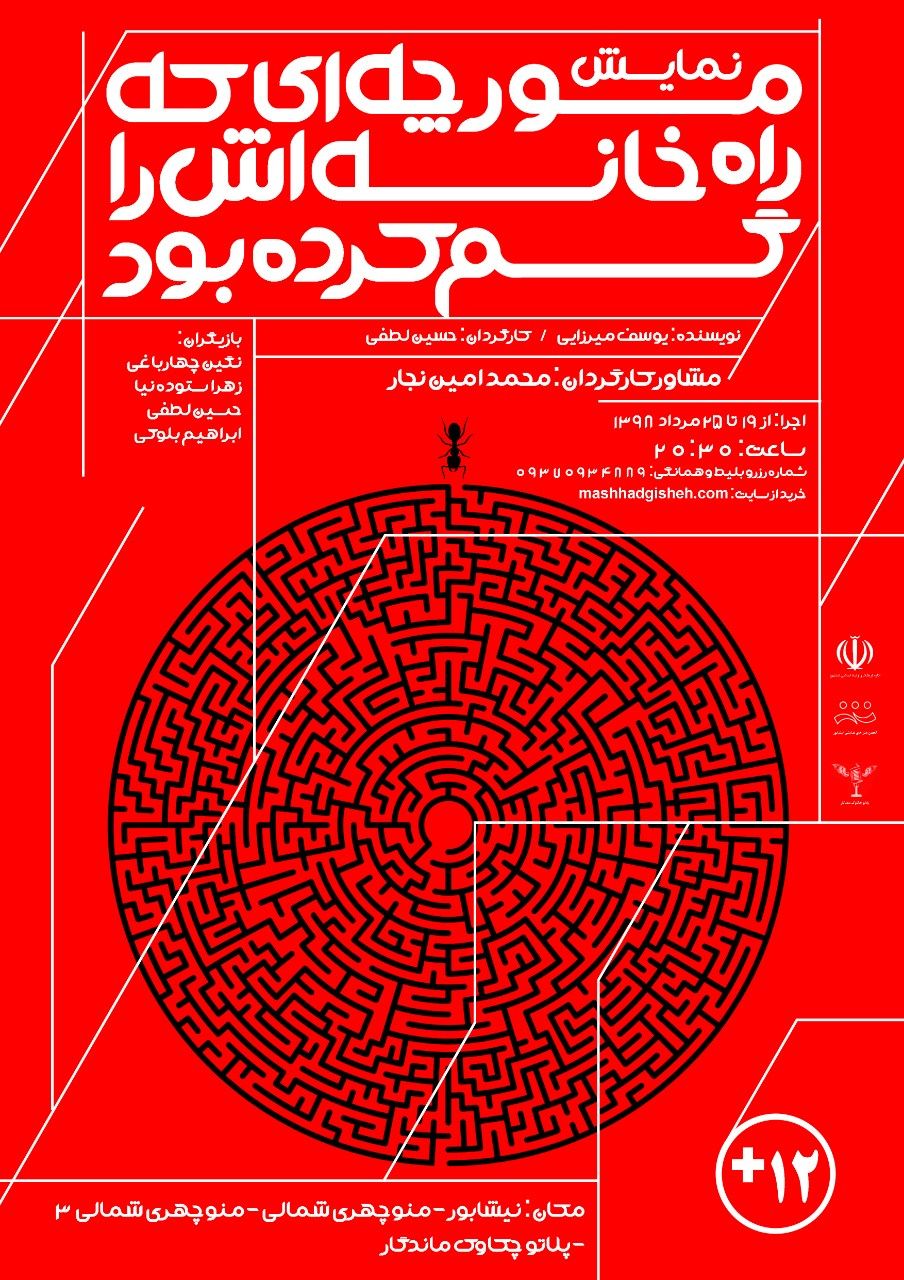 نمایش
مورچه‌ای که
راه خانه‌اش را
گم کرده بود
نویسنده: یوسف میرزایی / کارگردان: حسین لطفی
مشاور کارگردان: محمد امین نجار
بازیگران:
نگین چهارباغی
زهرا ستوده نیا
حسین لطفی
ابراهیم بلوکی
اجرا: از ۱۹ تا ۲۵ مرداد ۱۳۹۸
ساعت: ۲۰:۳۰
شماره رزرو بلیط و همانگی: ۰۹۳۷۰۹۳۴۸۸۹
خرید از سایت: mashhadgisheh.com
+۱۲
مکان: نیشابور - منوچهری شمالی - منوچهری شمالی ۳
- پلاتو چکاوک ماندگار